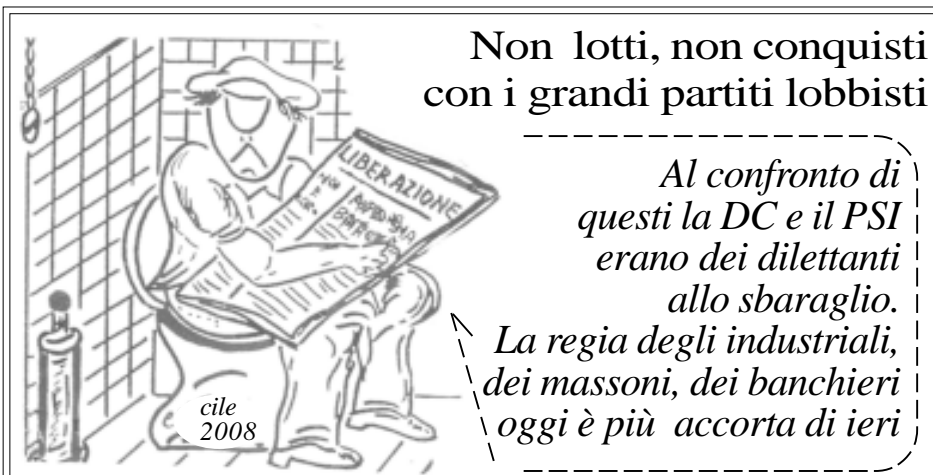 Non lotti, non conquisti
con i grandi partiti lobbisti
Al confronto di
questi la DC e il PSI
erano dei dilettanti
allo sbaraglio.
La regia degli industriali,
dei massoni, dei banchieri
oggi è più accorta di ieri
LIBERAZIONE
cile
2008